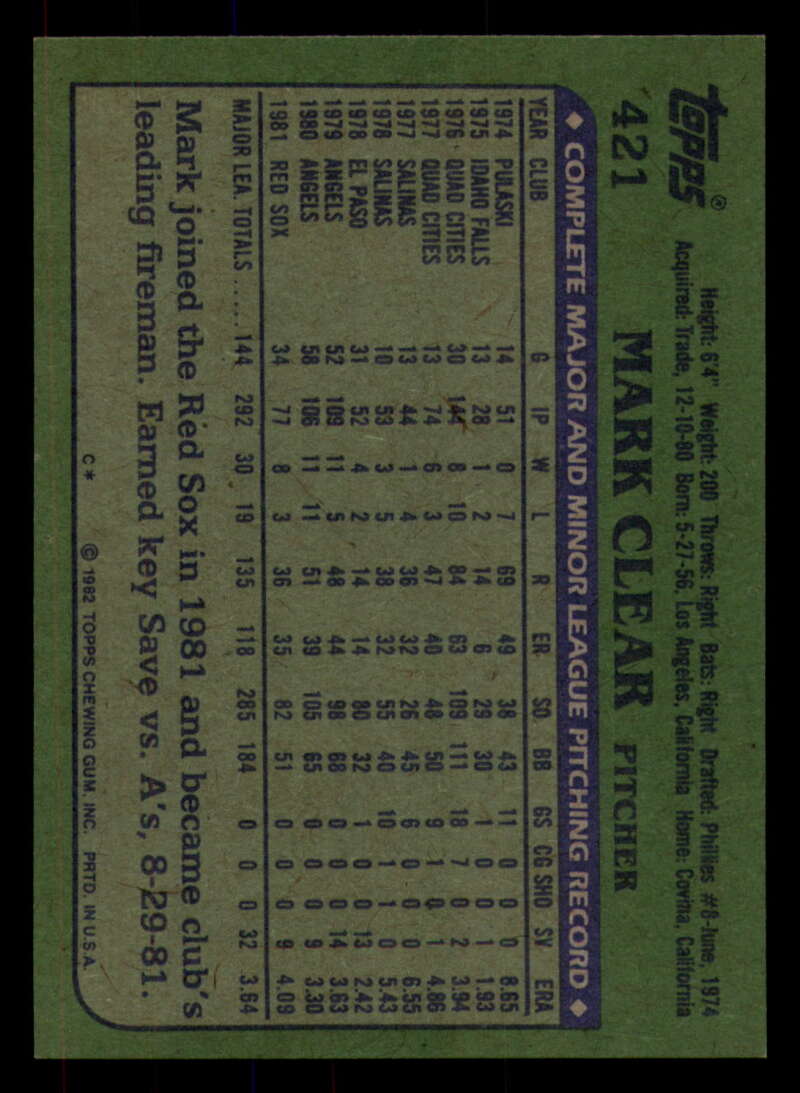 Topps®
421
Height: 6'4" Weight: 200 Throws: Right Bats: Right Drafted: Phillies #8-June, 1974
Acquired: Trade, 12-10-80 Born: 5-27-56, Los Angeles, California Home: Covina, California
MARK CLEAR PITCHER
◆ COMPLETE MAJOR AND MINOR LEAGUE PITCHING RECORD ◆
YEAR CLUB G IP W L R ER SO BB GS CG SHO SV ERA
1974 PULASKI 14 51 0 7 69 49 38 43 11 0 0 0 8.65
1975 IDAHO FALLS 13 28 1 2 14 6 29 30 1 0 0 1 1.93
1976 QUAD CITIES 30 144 8 10 84 63 109 111 18 7 0 2 3.94
1977 QUAD CITIES 13 74 6 3 47 40 48 50 9 1 0 1 4.86
1977 SALINAS 13 44 1 4 36 32 26 45 6 0 0 0 6.55
1978 SALINAS 10 53 3 5 38 32 55 40 10 1 1 0 5.43
1978 EL PASO 31 52 4 2 14 14 80 32 1 0 0 13 2.42
1979 ANGELS 52 109 11 5 48 44 98 68 0 0 0 14 3.63
1980 ANGELS 58 106 11 11 51 39 105 65 0 0 0 9 3.30
1981 RED SOX 34 77 8 3 36 35 82 51 0 0 0 9 4.09
MAJOR LEA. TOTALS ..... 144 292 30 19 135 118 285 184 0 0 0 32 3.64
Mark joined the Red Sox in 1981 and became club's
leading fireman. Earned key Save vs. A's, 8-29-81.
C* © 1982 TOPPS CHEWING GUM, INC. PRTD. IN U.S.A.